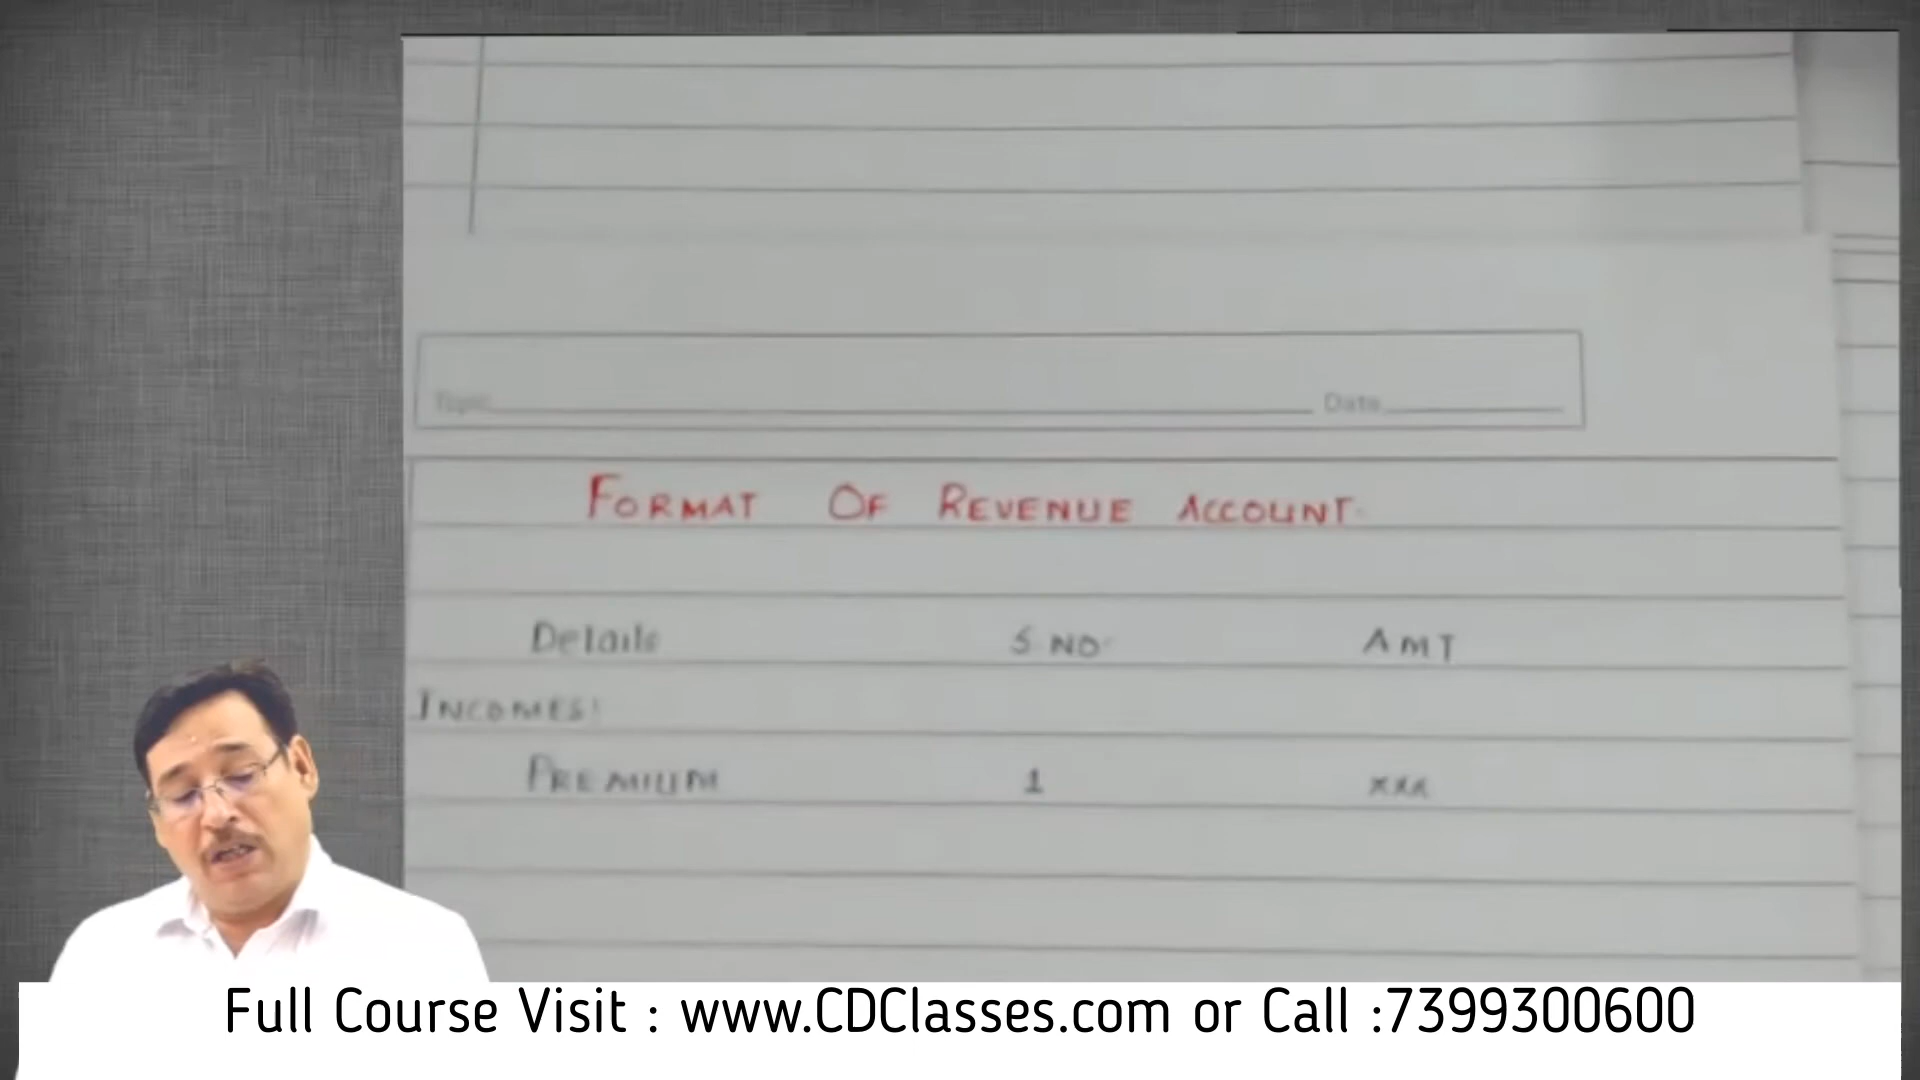 Topic Date
FORMAT OF REVENUE ACCOUNT.
Details S NO. AMT
INCOMES:
PREMIUM 1 xxx
Full Course Visit : www.CDClasses.com or Call :7399300600